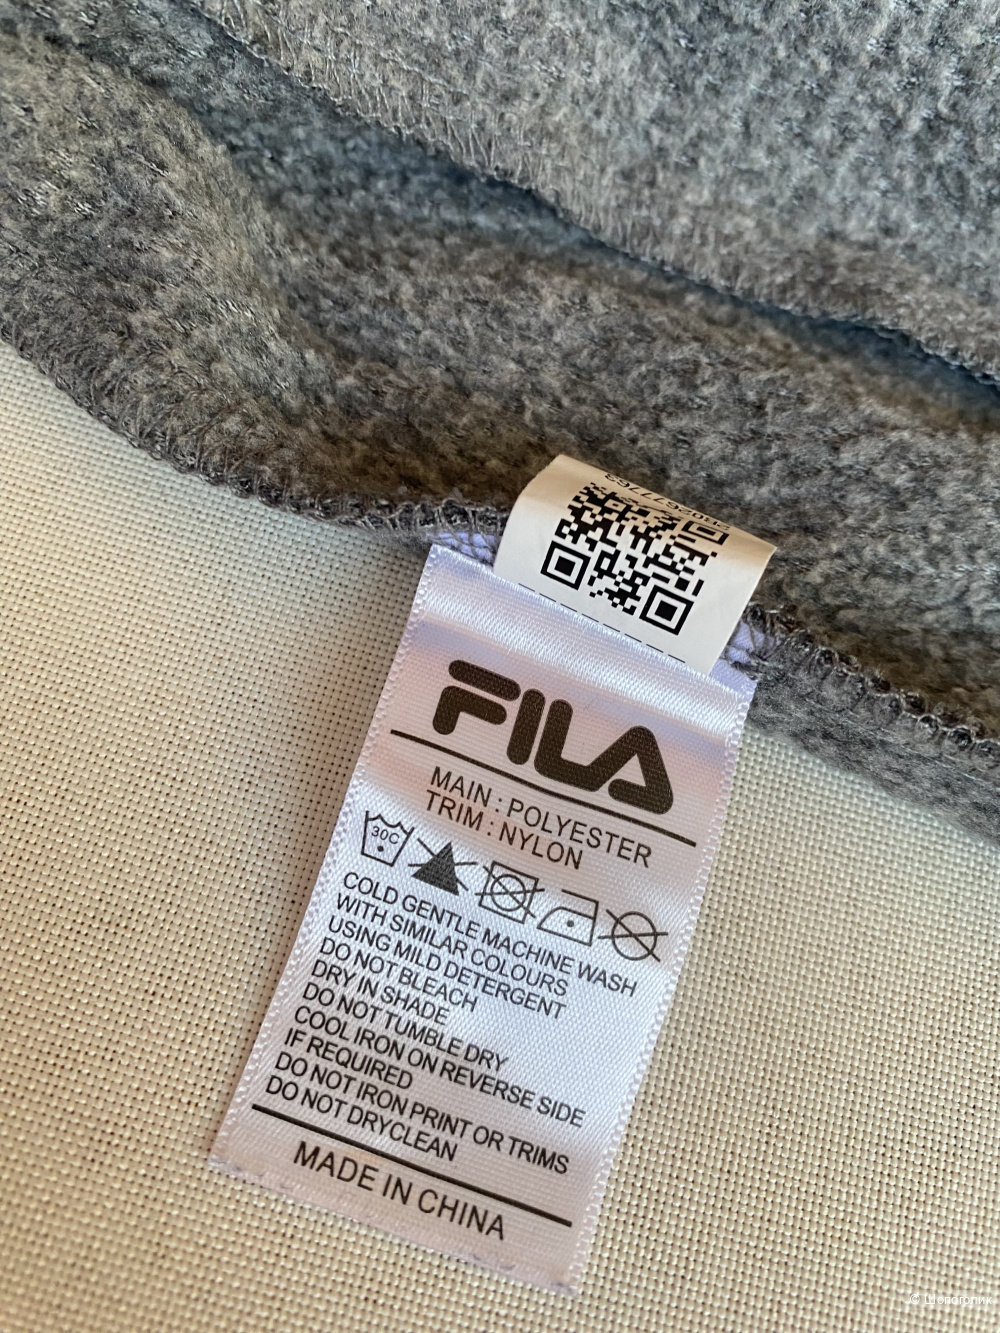 FILA
MAIN : POLYESTER
TRIM : NYLON
30C
COLD GENTLE MACHINE WASH
WITH SIMILAR COLOURS
USING MILD DETERGENT
DO NOT BLEACH
DRY IN SHADE
DO NOT TUMBLE DRY
COOL IRON ON REVERSE SIDE
IF REQUIRED
DO NOT IRON PRINT OR TRIMS
DO NOT DRYCLEAN
MADE IN CHINA
© Шопоголик